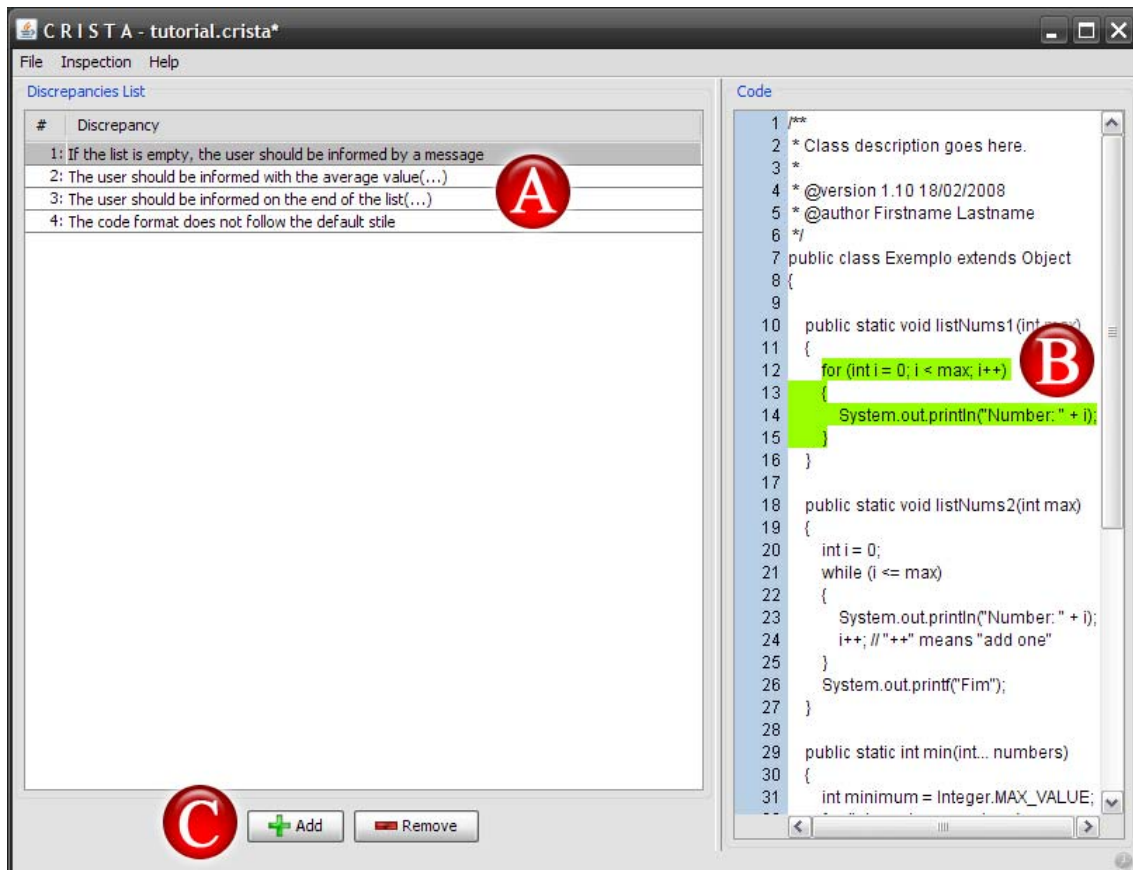 C R I S T A - tutorial.crista*
File Inspection Help
Discrepancies List
# Discrepancy
1: If the list is empty, the user should be informed by a message
2: The user should be informed with the average value(...)
3: The user should be informed on the end of the list(...)
4: The code format does not follow the default stile
A
C
Add Remove
Code
1 /**
2 * Class description goes here.
3 *
4 * @version 1.10 18/02/2008
5 * @author Firstname Lastname
6 */
7 public class Exemplo extends Object
8 {
9
10 public static void listNums1(int max)
11 {
12 for (int i = 0; i < max; i++)
13 {
14 System.out.println("Number: " + i);
15 }
16 }
17
18 public static void listNums2(int max)
19 {
20 int i = 0;
21 while (i <= max)
22 {
23 System.out.println("Number: " + i);
24 i++; // "++" means "add one"
25 }
26 System.out.printf("Fim");
27 }
28
29 public static int min(int... numbers)
30 {
31 int minimum = Integer.MAX_VALUE;
B